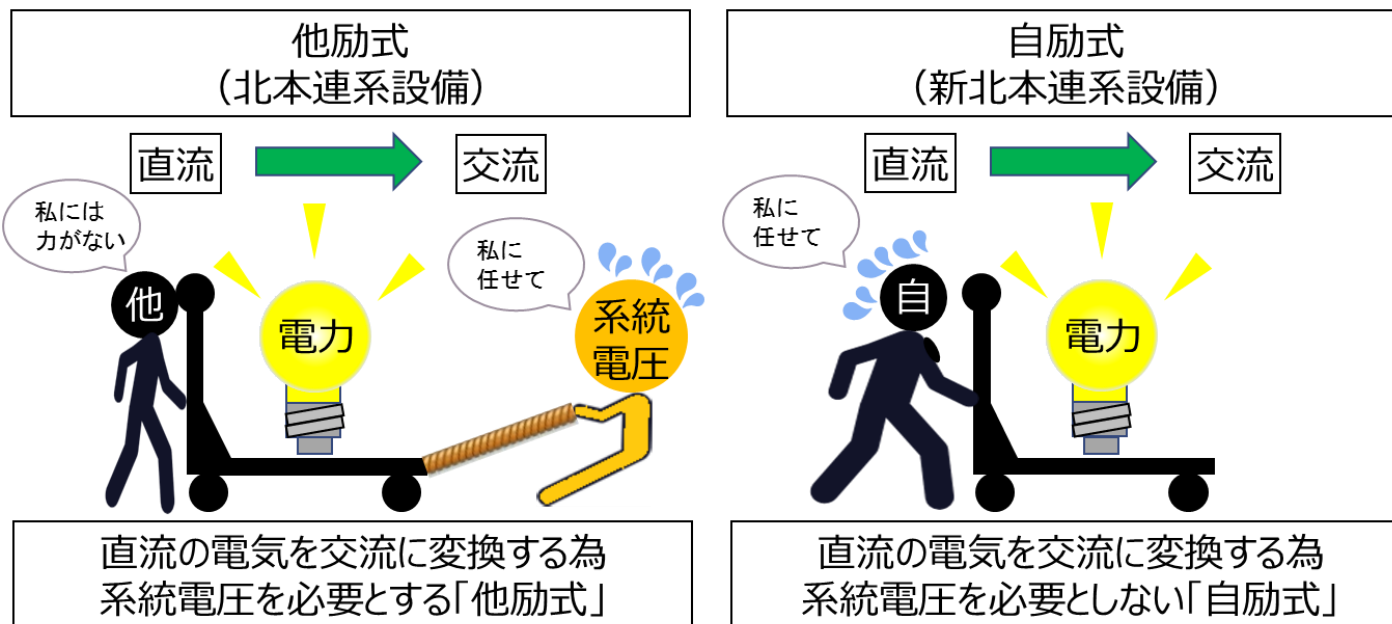 他励式
（北本連系設備）
直流
交流
私には
力がない
私に
任せて
他
電力
系統
電圧
直流の電気を交流に変換する為
系統電圧を必要とする「他励式」
自励式
（新北本連系設備）
直流
交流
私に
任せて
自
電力
直流の電気を交流に変換する為
系統電圧を必要としない「自励式」